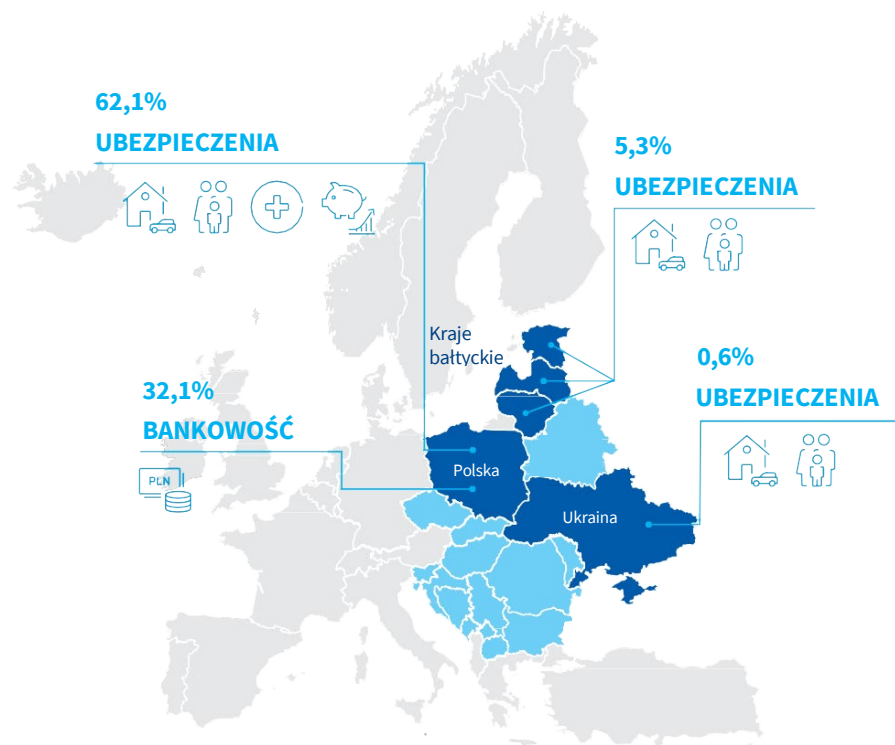 62,1%
UBEZPIECZENIA
5,3%
UBEZPIECZENIA
Kraje
bałtyckie
0,6%
UBEZPIECZENIA
32,1%
BANKOWOŚĆ
PLN
Polska
Ukraina